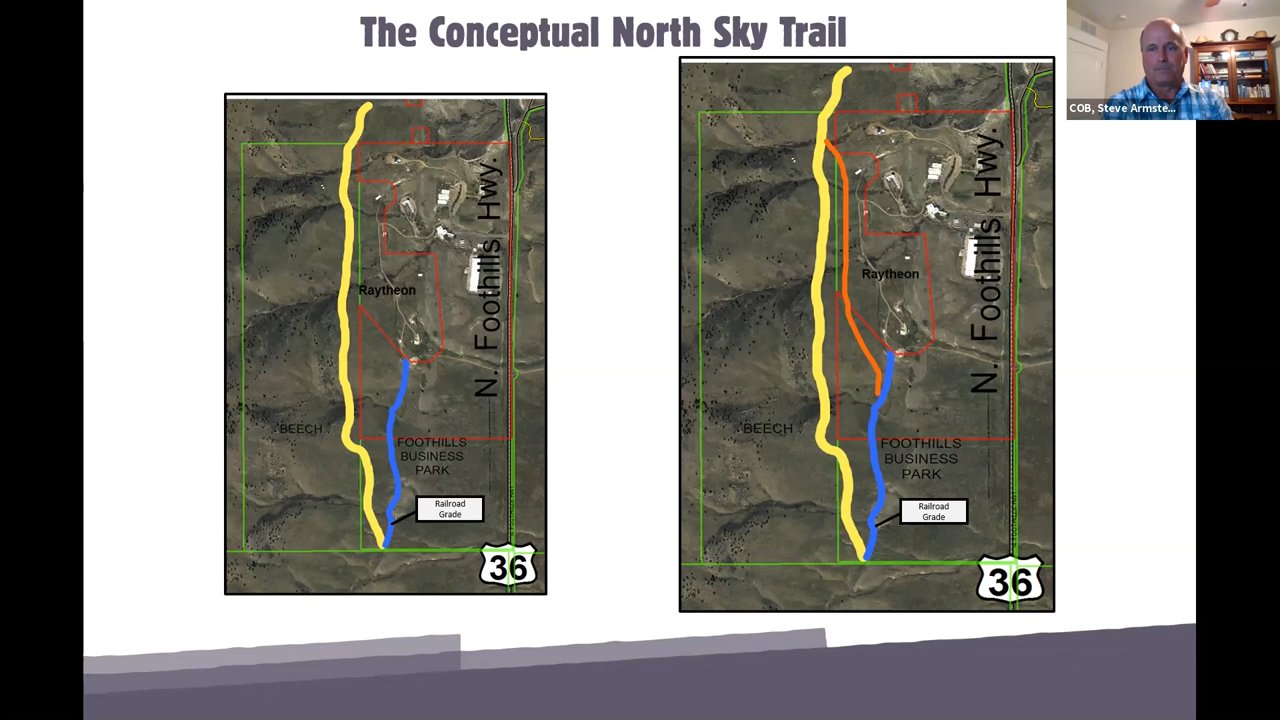 The Conceptual North Sky Trail
COB, Steve Armste...
N. Foothills Hwy.
Raytheon
BEECH
FOOTHILLS
BUSINESS
PARK
Railroad
Grade
36
N. Foothills Hwy.
Raytheon
BEECH
FOOTHILLS
BUSINESS
PARK
Railroad
Grade
36